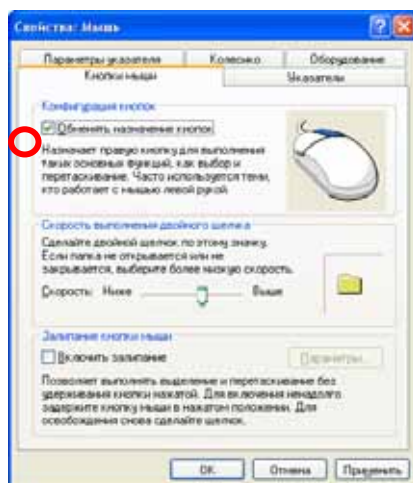 Свойства: Мышь
Параметры указателя Колесико Оборудование
Кнопки мыши Указатели
Конфигурация кнопок
Обменять назначение кнопок
Назначает правую кнопку для выполнения
таких основных функций, как выбор и
перетаскивание. Часто используется теми,
кто работает с мышью левой рукой.
Скорость выполнения двойного щелчка
Сделайте двойной щелчок по этому значку.
Если папка не открывается или не
закрывается, выберите более низкую скорость.
Скорость: Ниже Выше
Залипание кнопки мыши
Включить залипание
Параметры...
Позволяет выполнять выделение и перетаскивание без
удерживания кнопки нажатой. Для включения ненадолго
задержите кнопку мыши в нажатом положении. Для
освобождения снова сделайте щелчок.
ОК Отмена Применить